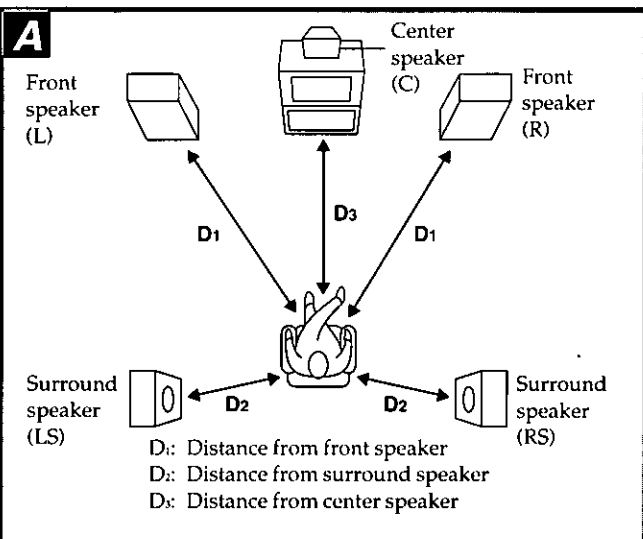 A
Center
speaker
(C)
Front
speaker
(L)
Front
speaker
(R)
D1
D3
D1
Surround
speaker
(LS)
D2
D2
Surround
speaker
(RS)
D1: Distance from front speaker
D2: Distance from surround speaker
D3: Distance from center speaker